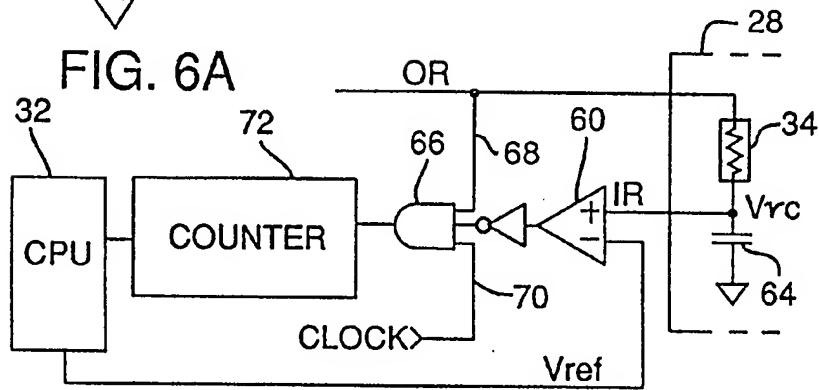 28
FIG. 6A
OR
32
72
66
68
60
34
IR
Vrc
CPU
COUNTER
+
−
64
70
CLOCK
Vref